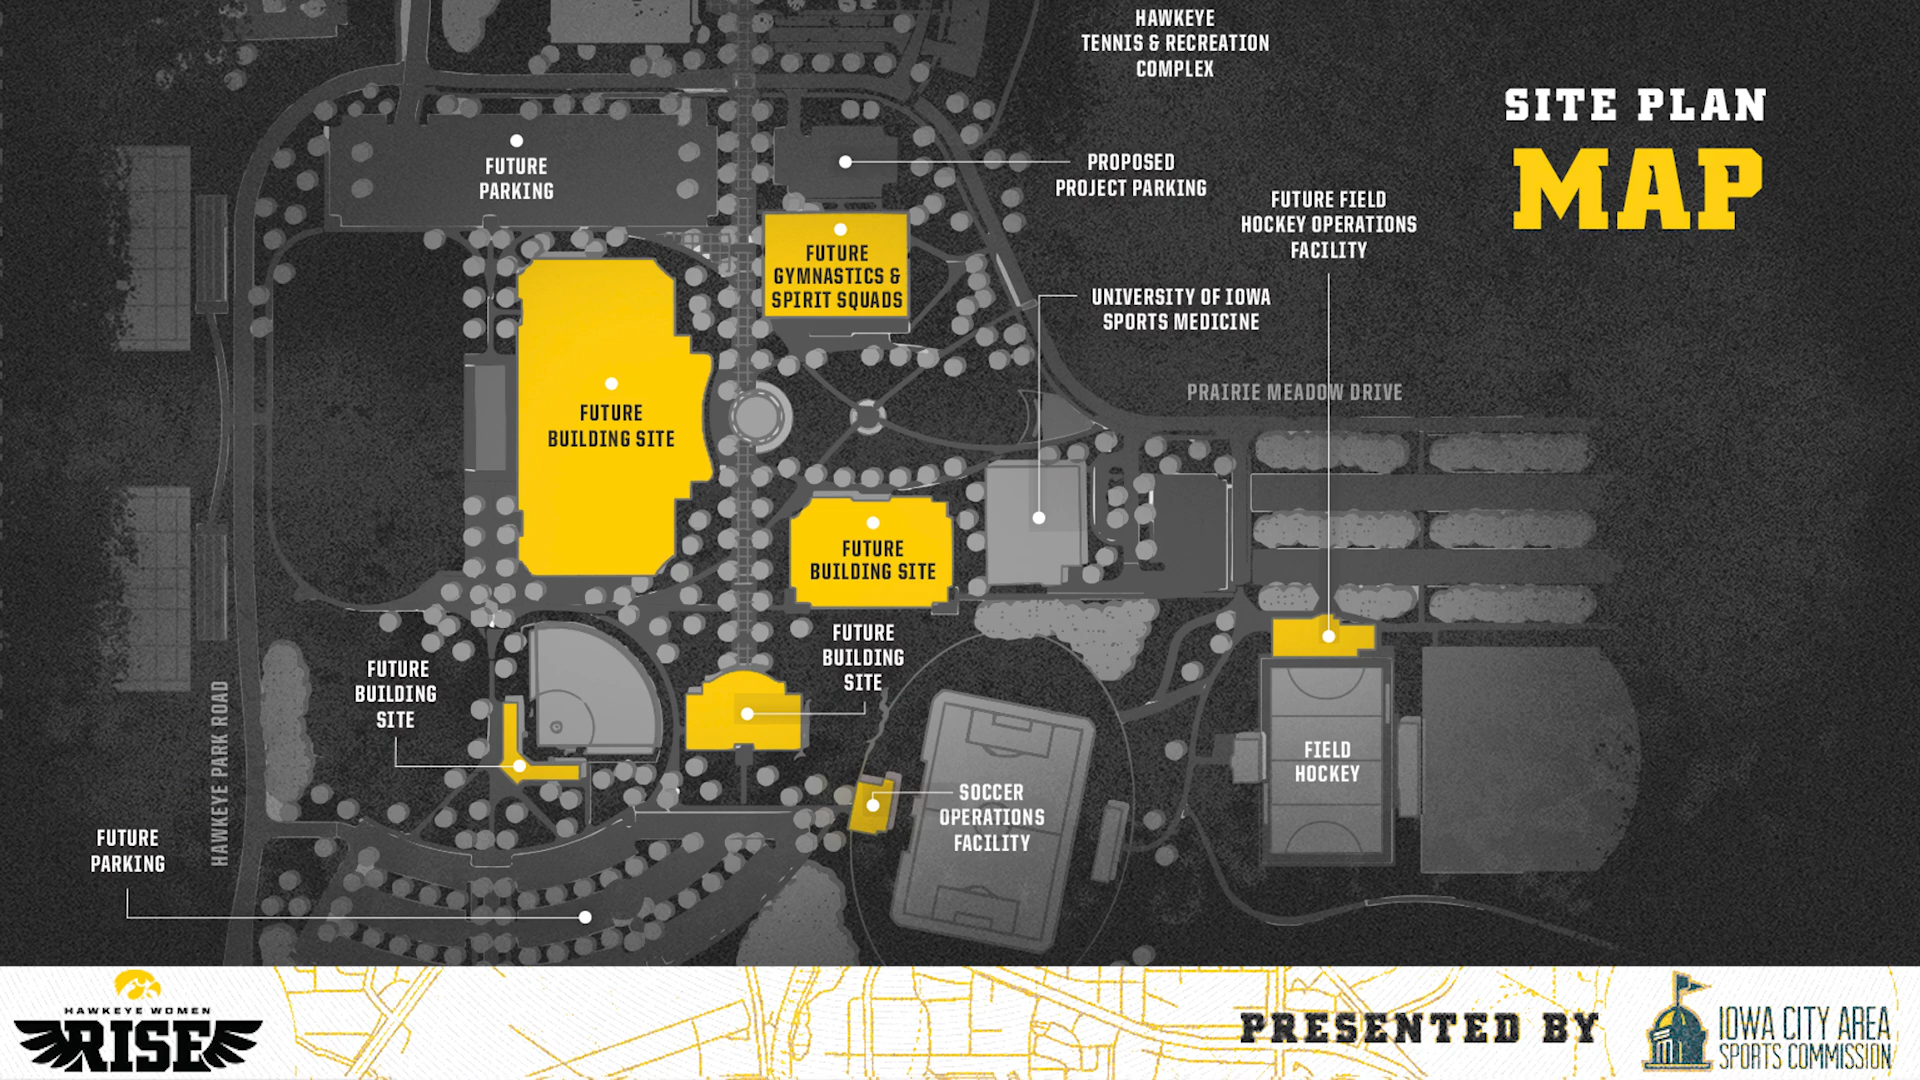 HAWKEYE
TENNIS & RECREATION
COMPLEX
SITE PLAN
MAP
FUTURE
PARKING
PROPOSED
PROJECT PARKING
FUTURE FIELD
HOCKEY OPERATIONS
FACILITY
FUTURE
GYMNASTICS &
SPIRIT SQUADS
UNIVERSITY OF IOWA
SPORTS MEDICINE
PRAIRIE MEADOW DRIVE
FUTURE
BUILDING SITE
FUTURE
BUILDING SITE
FUTURE
BUILDING
SITE
FUTURE
BUILDING
SITE
HAWKEYE PARK ROAD
FIELD
HOCKEY
SOCCER
OPERATIONS
FACILITY
FUTURE
PARKING
HAWKEYE WOMEN
RISE
PRESENTED BY
IOWA CITY AREA
SPORTS COMMISSION